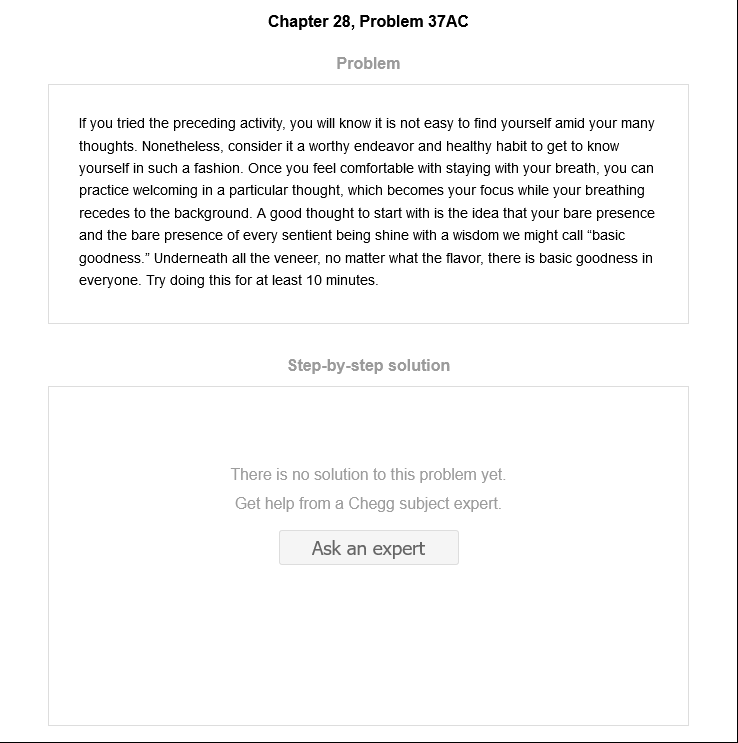 Chapter 28, Problem 37AC
Problem
If you tried the preceding activity, you will know it is not easy to find yourself amid your many
thoughts. Nonetheless, consider it a worthy endeavor and healthy habit to get to know
yourself in such a fashion. Once you feel comfortable with staying with your breath, you can
practice welcoming in a particular thought, which becomes your focus while your breathing
recedes to the background. A good thought to start with is the idea that your bare presence
and the bare presence of every sentient being shine with a wisdom we might call “basic
goodness.” Underneath all the veneer, no matter what the flavor, there is basic goodness in
everyone. Try doing this for at least 10 minutes.
Step-by-step solution
There is no solution to this problem yet.
Get help from a Chegg subject expert.
Ask an expert